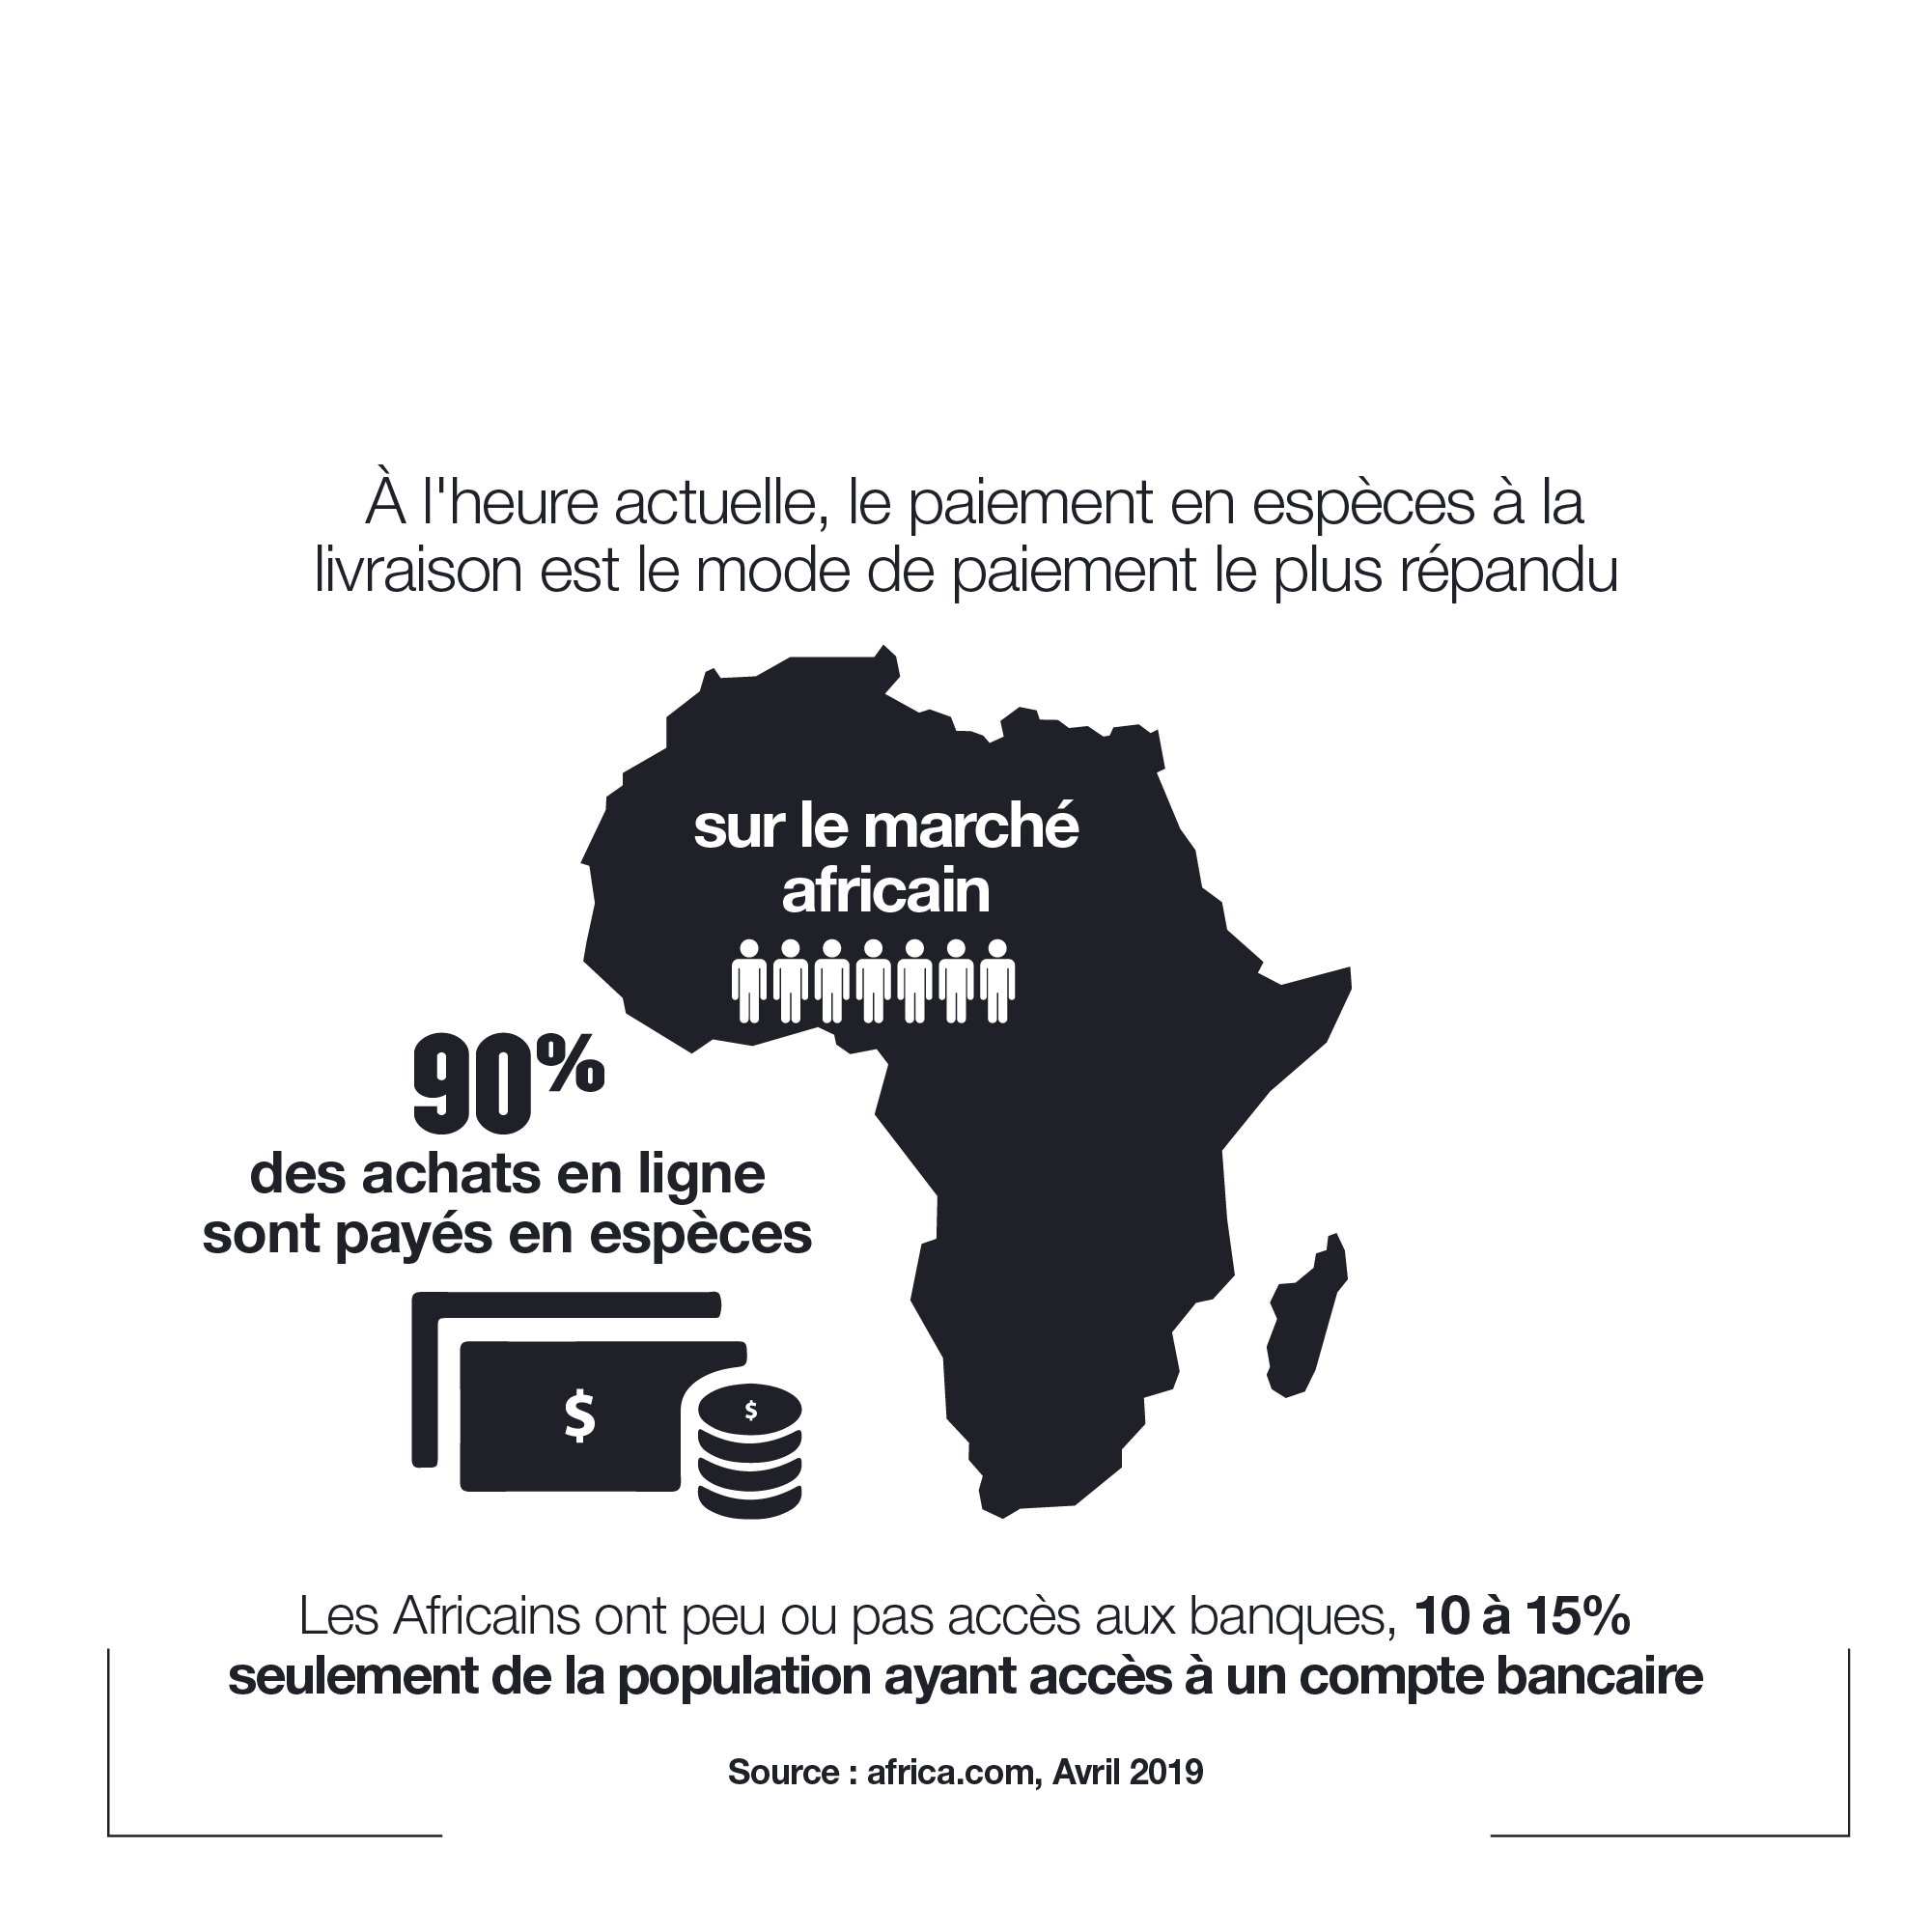 À l'heure actuelle, le paiement en espèces à la
livraison est le mode de paiement le plus répandu
sur le marché
africain
90%
des achats en ligne
sont payés en espèces
$
$
Les Africains ont peu ou pas accès aux banques, 10 à 15%
seulement de la population ayant accès à un compte bancaire
Source : africa.com, Avril 2019